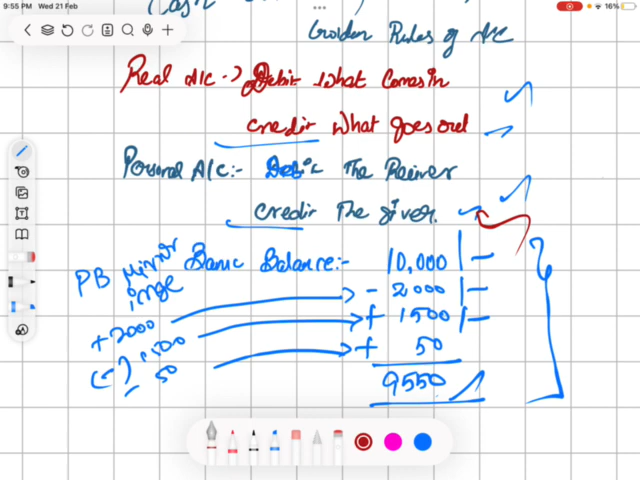 9:55 PM Wed 21 Feb
16%
Cash
Golden Rules of A/C
Real A/C -> Debit What Comes in
credit What goes out
Personal A/C:- Debit The Reiver
credit The giver.
PB mirror image
Bank Balance:- 10,000/-
- 2000/-
+2000
+ 1500/-
(-) 1500
+ 50
- 50
9550/